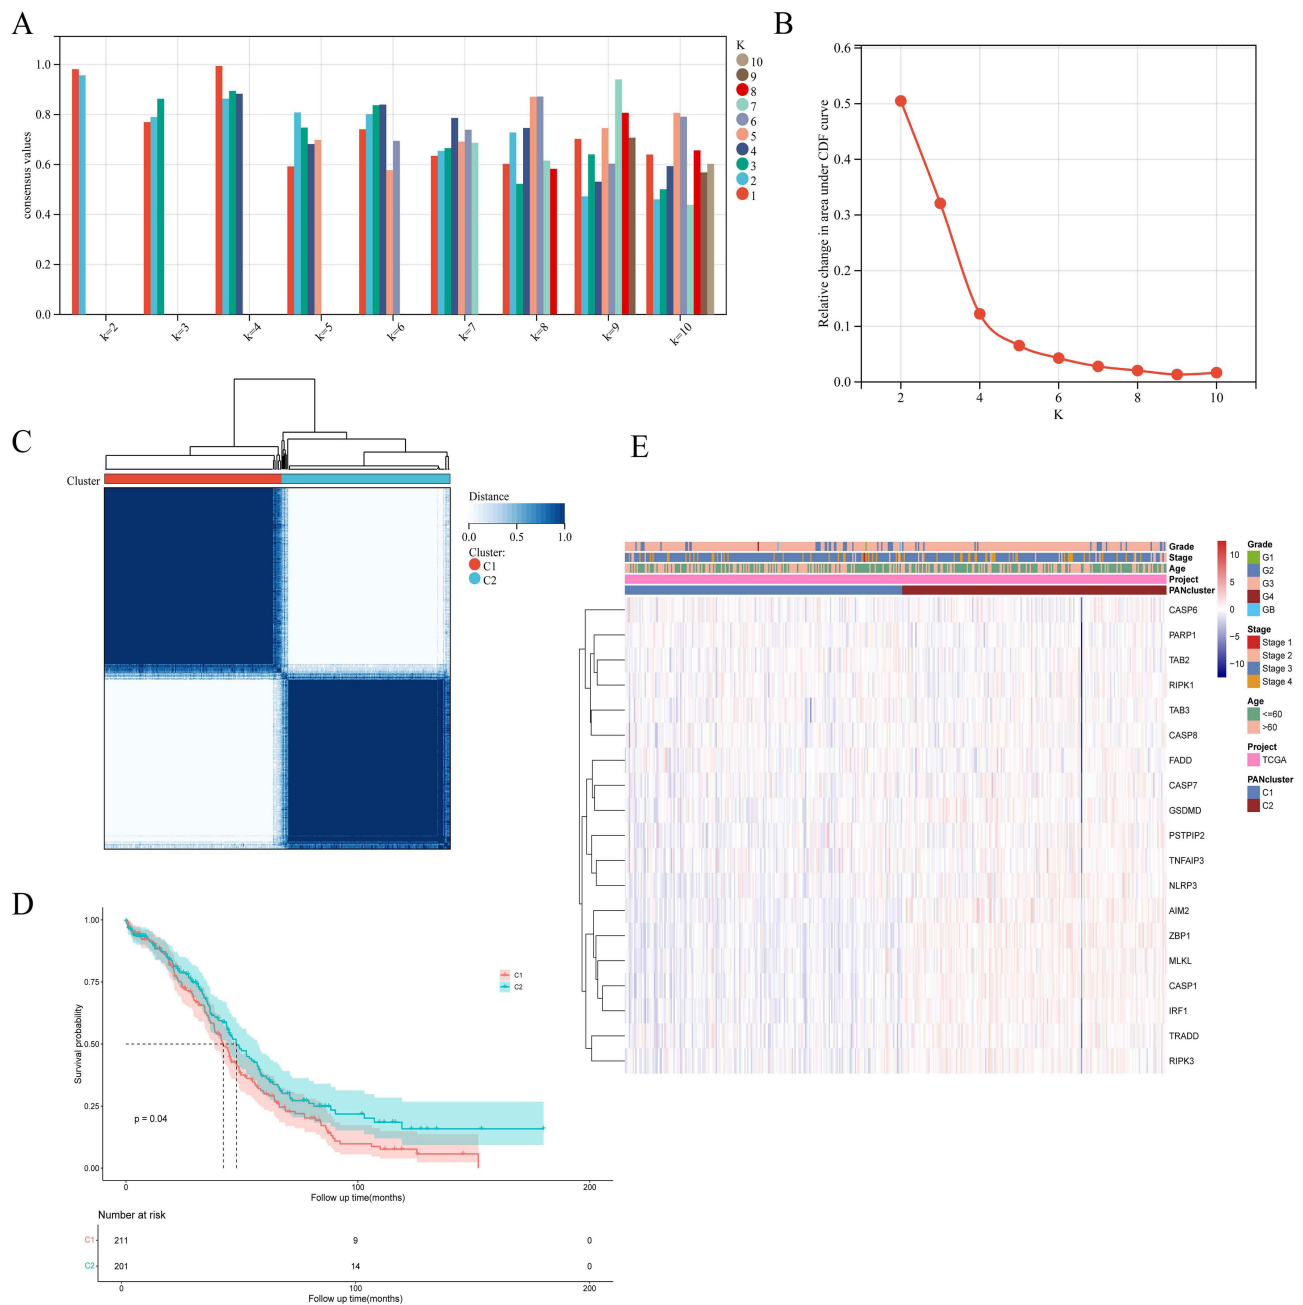 A
consensus values
1.0
0.8
0.6
0.4
0.2
0.0
k=2
k=3
k=4
k=5
k=6
k=7
k=8
k=9
k=10
K
10
9
8
7
6
5
4
3
2
1
B
Relative change in area under CDF curve
0.6
0.5
0.4
0.3
0.2
0.1
0.0
2
4
6
8
10
K
C
Cluster
Distance
0.0
0.5
1.0
Cluster:
C1
C2
D
Survival probability
1.00
0.75
0.50
0.25
0.00
p = 0.04
C1
C2
0
100
200
Follow up time(months)
Number at risk
C1
211
9
0
C2
201
14
0
0
100
200
Follow up time(months)
E
Grade
Stage
Age
Project
PANcluster
CASP6
PARP1
TAB2
RIPK1
TAB3
CASP8
FADD
CASP7
GSDMD
PSTPIP2
TNFAIP3
NLRP3
AIM2
ZBP1
MLKL
CASP1
IRF1
TRADD
RIPK3
10
5
0
−5
−10
Grade
G1
G2
G3
G4
GB
Stage
Stage 1
Stage 2
Stage 3
Stage 4
Age
<=60
>60
Project
TCGA
PANcluster
C1
C2